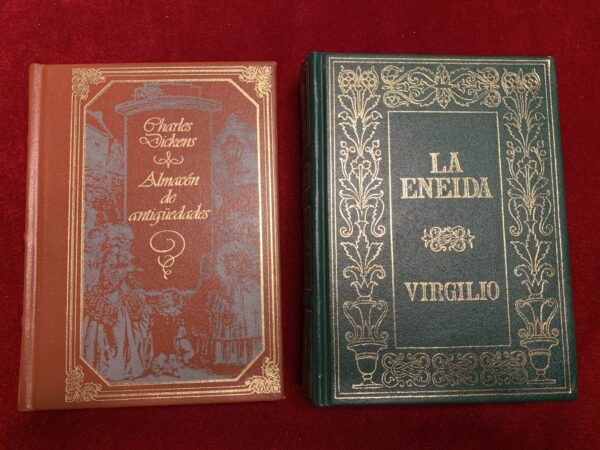 Charles
Dickens
Almacén
de
antigüedades
LA
ENEIDA
VIRGILIO